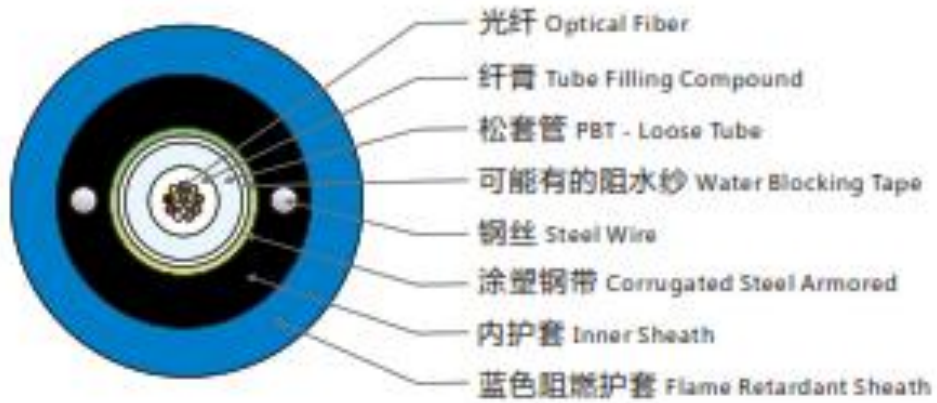 光纤 Optical Fiber
纤膏 Tube Filling Compound
松套管 PBT - Loose Tube
可能有的阻水纱 Water Blocking Tape
钢丝 Steel Wire
涂塑钢带 Corrugated Steel Armored
内护套 Inner Sheath
蓝色阻燃护套 Flame Retardant Sheath